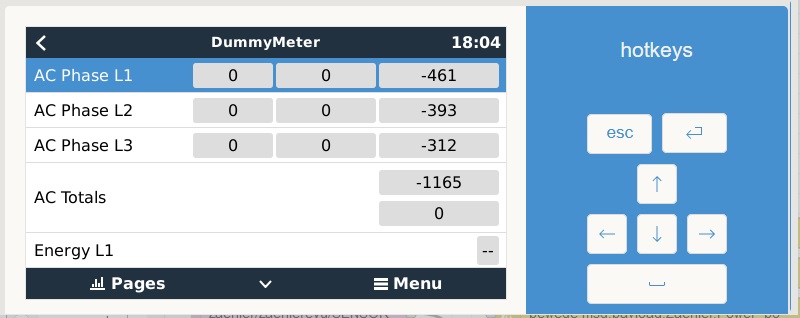 DummyMeter 18:04
AC Phase L1 0 0 -461
AC Phase L2 0 0 -393
AC Phase L3 0 0 -312
AC Totals -1165
0
Energy L1 --
Pages Menu
hotkeys
esc